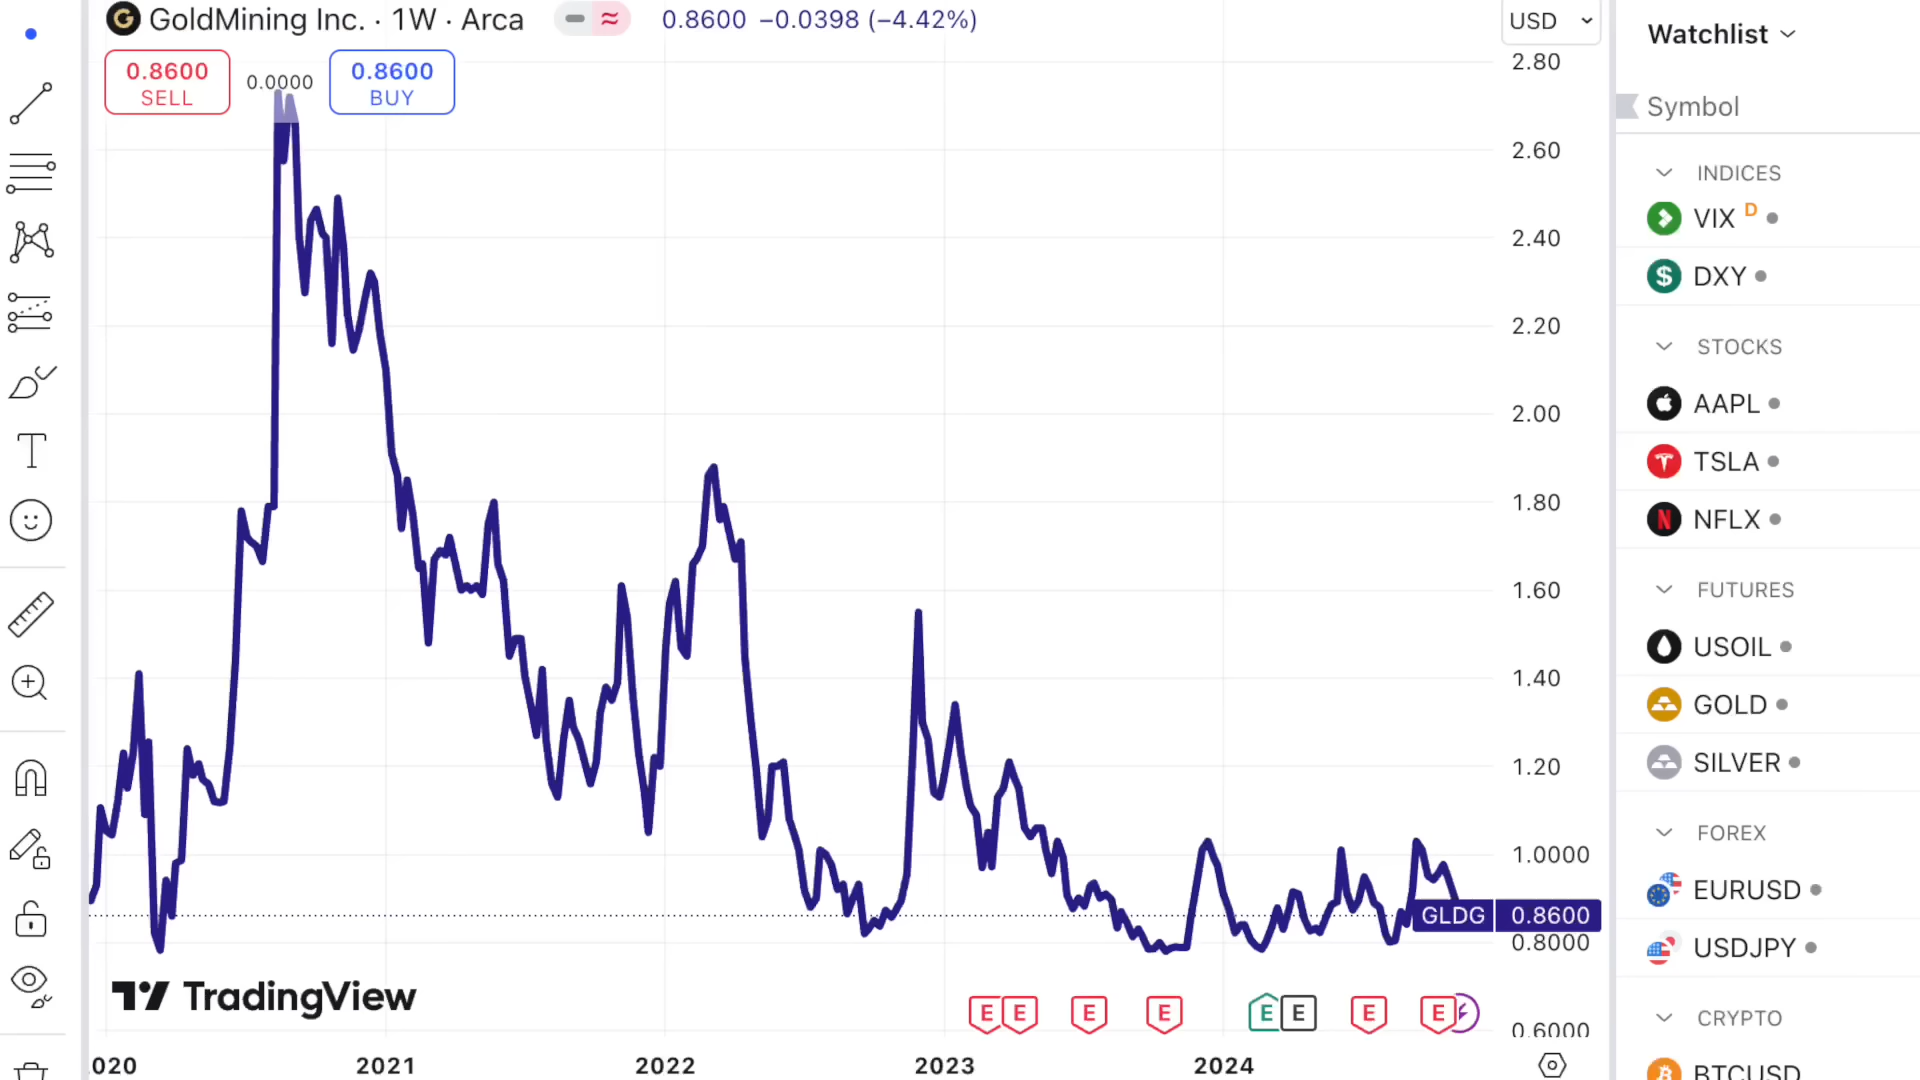 GoldMining Inc. · 1W · Arca
0.8600 −0.0398 (−4.42%)
USD
0.8600
SELL
0.0000
0.8600
BUY
2.80
2.60
2.40
2.20
2.00
1.80
1.60
1.40
1.20
1.0000
GLDG 0.8600
0.8000
0.6000
TradingView
E E E E E E E E
2020 2021 2022 2023 2024
Watchlist
Symbol
INDICES
VIX D
DXY
STOCKS
AAPL
TSLA
NFLX
FUTURES
USOIL
GOLD
SILVER
FOREX
EURUSD
USDJPY
CRYPTO
BTCUSD